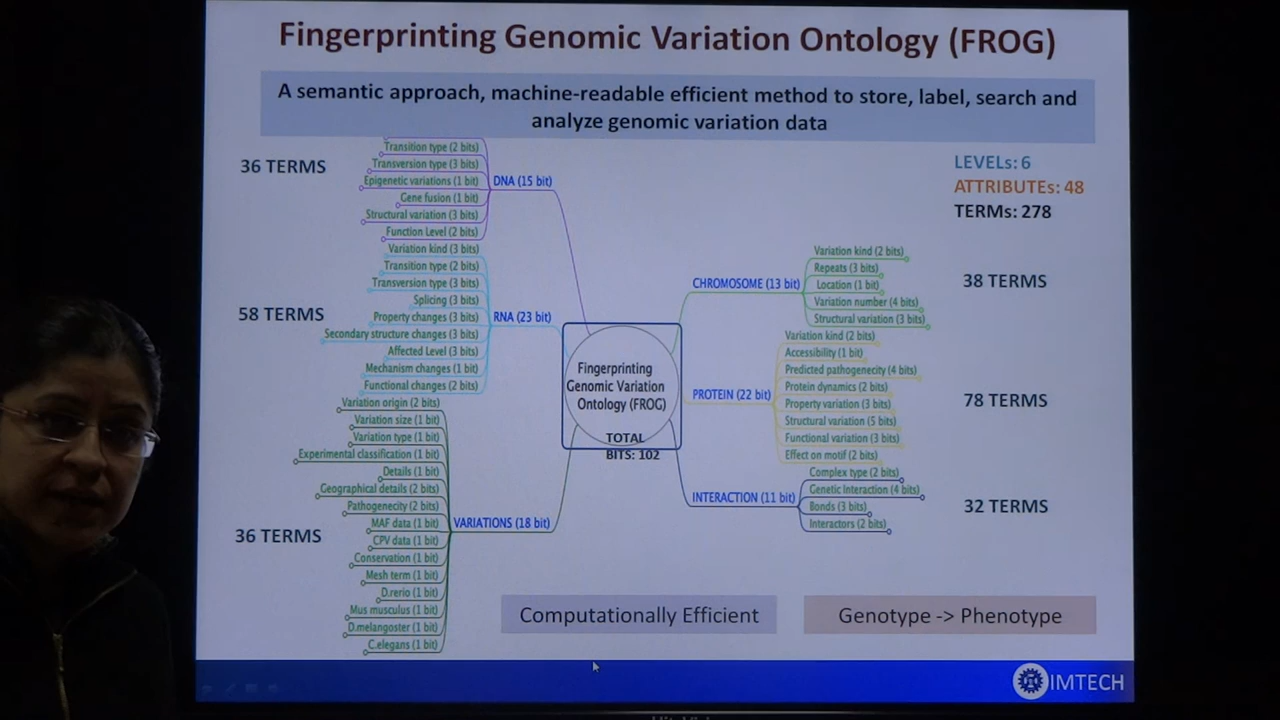 Fingerprinting Genomic Variation Ontology (FROG)
A semantic approach, machine-readable efficient method to store, label, search and
analyze genomic variation data
36 TERMS
Transition type (2 bits)
Transversion type (3 bits)
Epigenetic variations (1 bit)
Gene fusion (1 bit)
Structural variation (3 bits)
Function Level (2 bits)
DNA (15 bit)
58 TERMS
Variation kind (3 bits)
Transition type (2 bits)
Transversion type (3 bits)
Splicing (3 bits)
Property changes (3 bits)
Secondary structure changes (3 bits)
Affected Level (3 bits)
Mechanism changes (1 bit)
Functional changes (2 bits)
RNA (23 bit)
36 TERMS
Variation origin (2 bits)
Variation size (1 bit)
Variation type (1 bit)
Experimental classification (1 bit)
Details (1 bit)
Geographical details (2 bits)
Pathogenecity (2 bits)
MAF data (1 bit)
CPV data (1 bit)
Conservation (1 bit)
Mesh term (1 bit)
D.rerio (1 bit)
Mus musculus (1 bit)
D.melangoster (1 bit)
C.elegans (1 bit)
VARIATIONS (18 bit)
Fingerprinting
Genomic Variation
Ontology (FROG)
TOTAL
BITS: 102
LEVELs: 6
ATTRIBUTEs: 48
TERMs: 278
CHROMOSOME (13 bit)
Variation kind (2 bits)
Repeats (3 bits)
Location (1 bit)
Variation number (4 bits)
Structural variation (3 bits)
38 TERMS
PROTEIN (22 bit)
Variation kind (2 bits)
Accessibility (1 bit)
Predicted pathogenecity (4 bits)
Protein dynamics (2 bits)
Property variation (3 bits)
Structural variation (5 bits)
Functional variation (3 bits)
Effect on motif (2 bits)
78 TERMS
INTERACTION (11 bit)
Complex type (2 bits)
Genetic Interaction (4 bits)
Bonds (3 bits)
Interactors (2 bits)
32 TERMS
Computationally Efficient
Genotype -> Phenotype
IMTECH